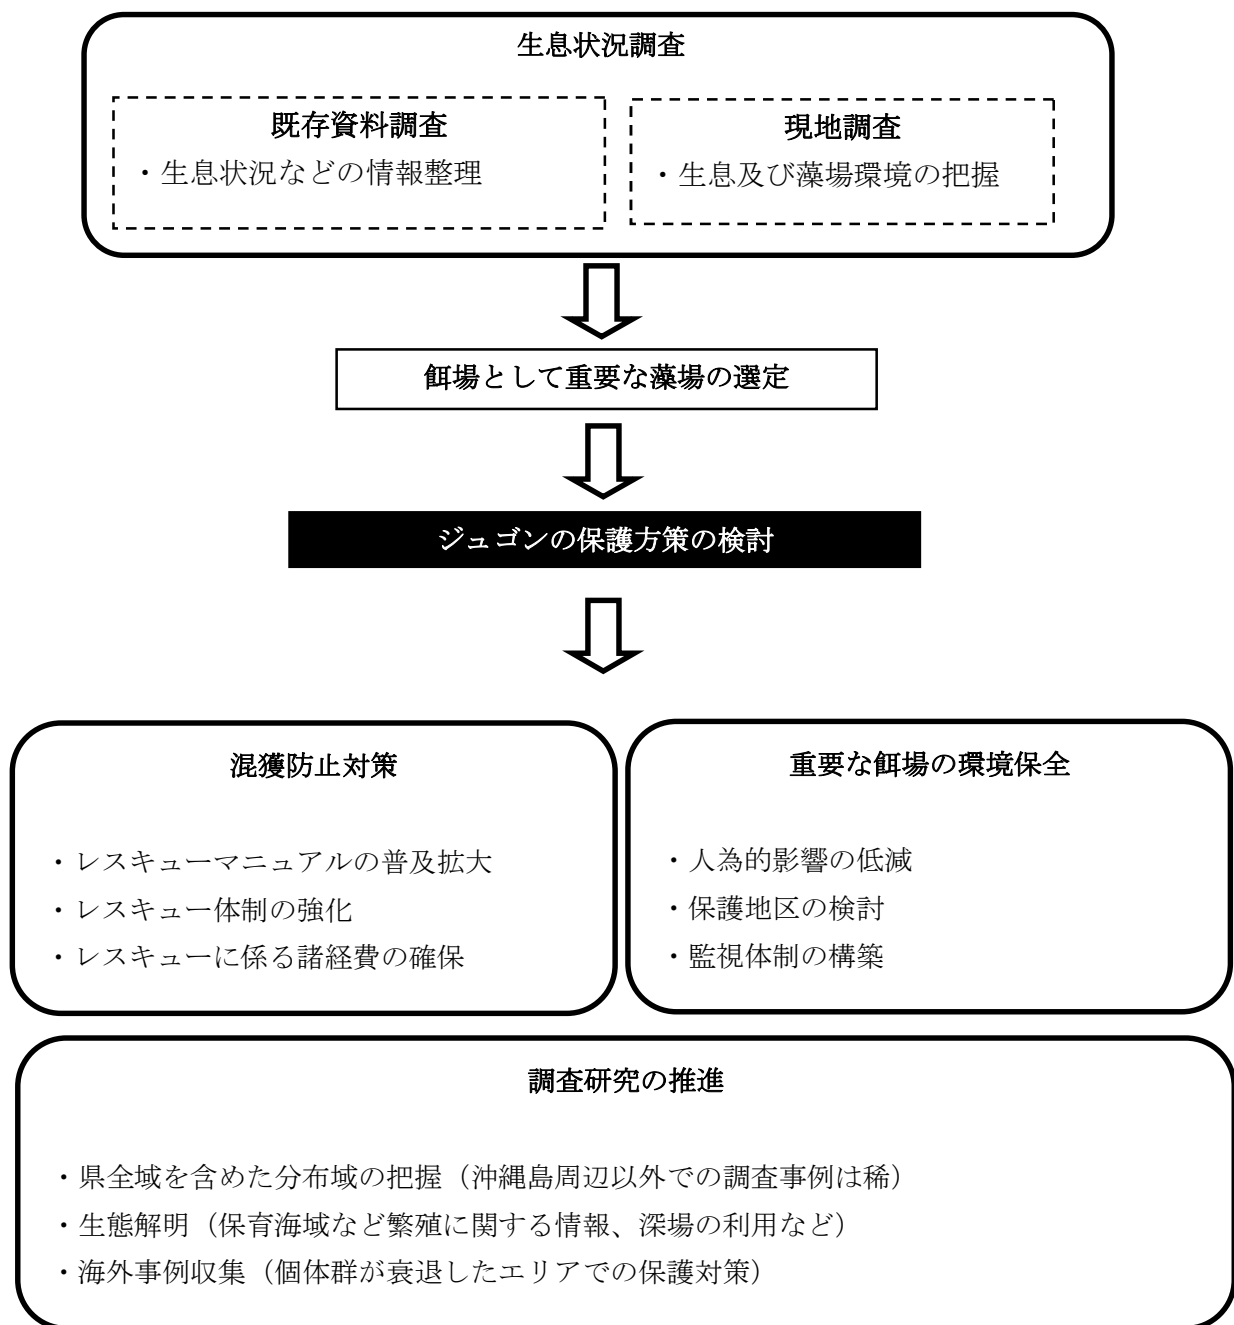 生息状況調査
既存資料調査
・生息状況などの情報整理
現地調査
・生息及び藻場環境の把握
餌場として重要な藻場の選定
ジュゴンの保護方策の検討
混獲防止対策
・レスキューマニュアルの普及拡大
・レスキュー体制の強化
・レスキューに係る諸経費の確保
重要な餌場の環境保全
・人為的影響の低減
・保護地区の検討
・監視体制の構築
調査研究の推進
・県全域を含めた分布域の把握（沖縄島周辺以外での調査事例は稀）
・生態解明（保育海域など繁殖に関する情報、深場の利用など）
・海外事例収集（個体群が衰退したエリアでの保護対策）